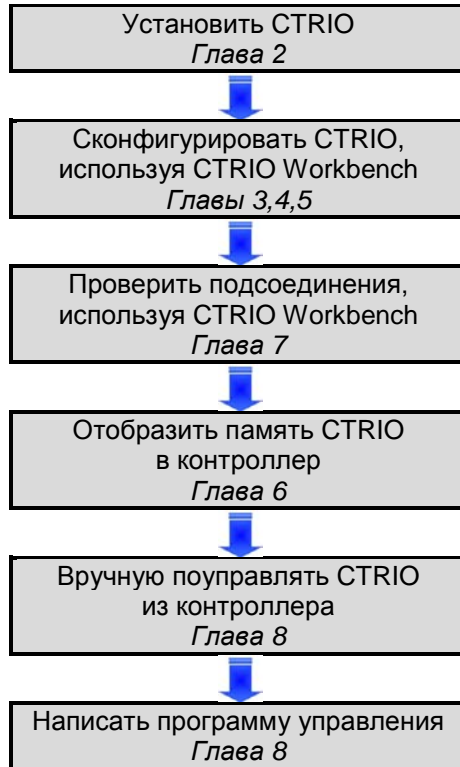 Установить CTRIO
Глава 2
Сконфигурировать CTRIO,
используя CTRIO Workbench
Главы 3,4,5
Проверить подсоединения,
используя CTRIO Workbench
Глава 7
Отобразить память CTRIO
в контроллер
Глава 6
Вручную поуправлять CTRIO
из контроллера
Глава 8
Написать программу управления
Глава 8